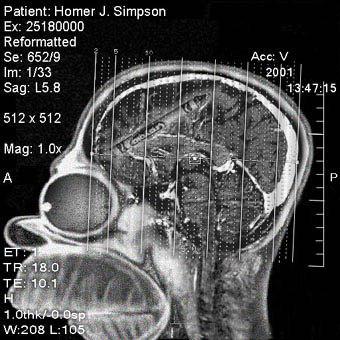 Patient: Homer J. Simpson
Ex: 25180000
Reformatted
Se: 652/9
Im: 1/33
Sag: L5.8
Acc: V
2001
13:47:15
512 x 512
Mag: 1.0x
A
P
ET:
TR: 18.0
TE: 10.1
H
1.0thk/-0.0sp
W:208 L:105